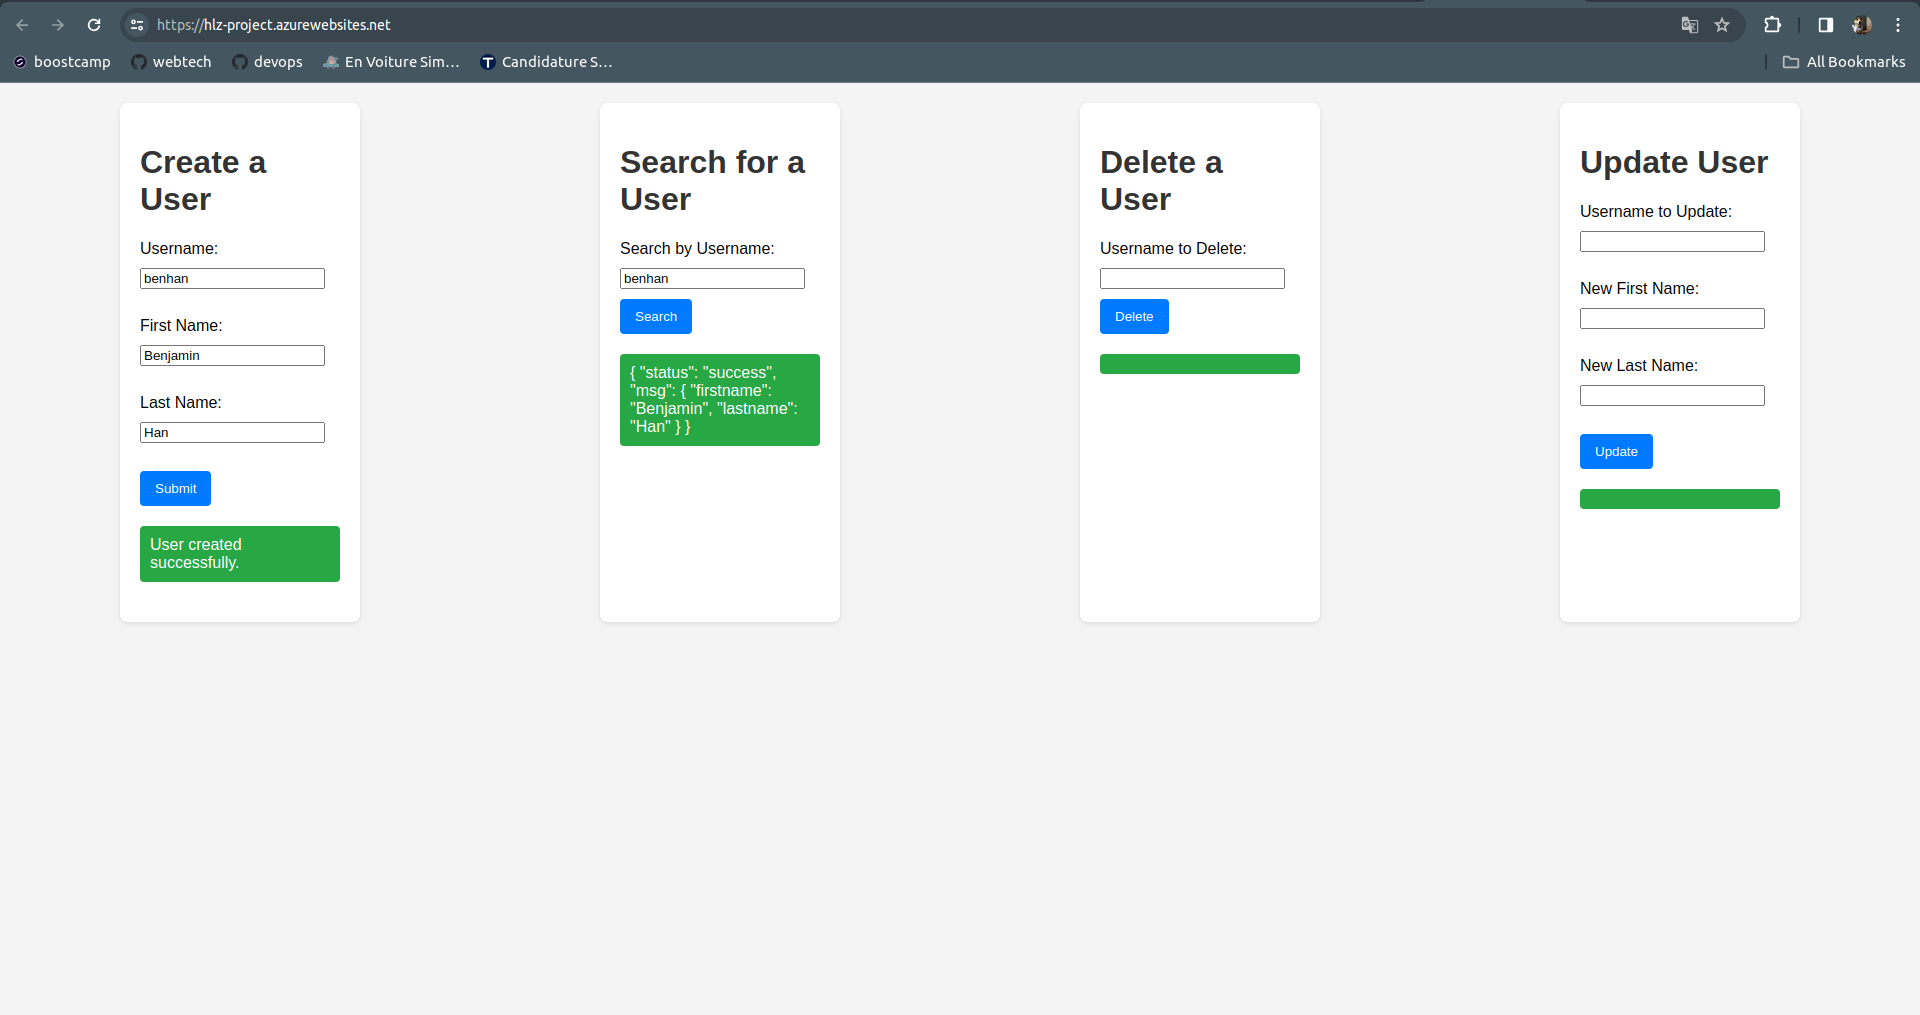 https://hlz-project.azurewebsites.net
boostcamp webtech devops En Voiture Sim… Candidature S… All Bookmarks
Create a
User
Username:
benhan
First Name:
Benjamin
Last Name:
Han
Submit
User created
successfully.
Search for a
User
Search by Username:
benhan
Search
{ "status": "success",
"msg": { "firstname":
"Benjamin", "lastname":
"Han" } }
Delete a
User
Username to Delete:
Delete
Update User
Username to Update:
New First Name:
New Last Name:
Update